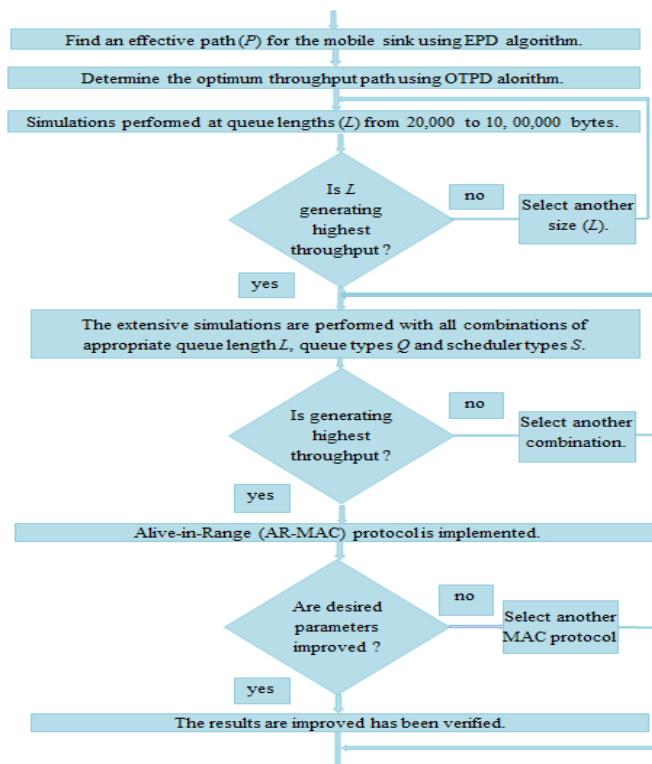 Find an effective path (P) for the mobile sink using EPD algorithm.
Determine the optimum throughput path using OTPD alorithm.
Simulations performed at queue lengths (L) from 20,000 to 10, 00,000 bytes.
Is L
generating
highest
throughput ?
no
Select another
size (L).
yes
The extensive simulations are performed with all combinations of
appropriate queue length L, queue types Q and scheduler types S.
Is generating
highest
throughput ?
no
Select another
combination.
yes
Alive-in-Range (AR-MAC) protocol is implemented.
Are desired
parameters
improved ?
no
Select another
MAC protocol
yes
The results are improved has been verified.